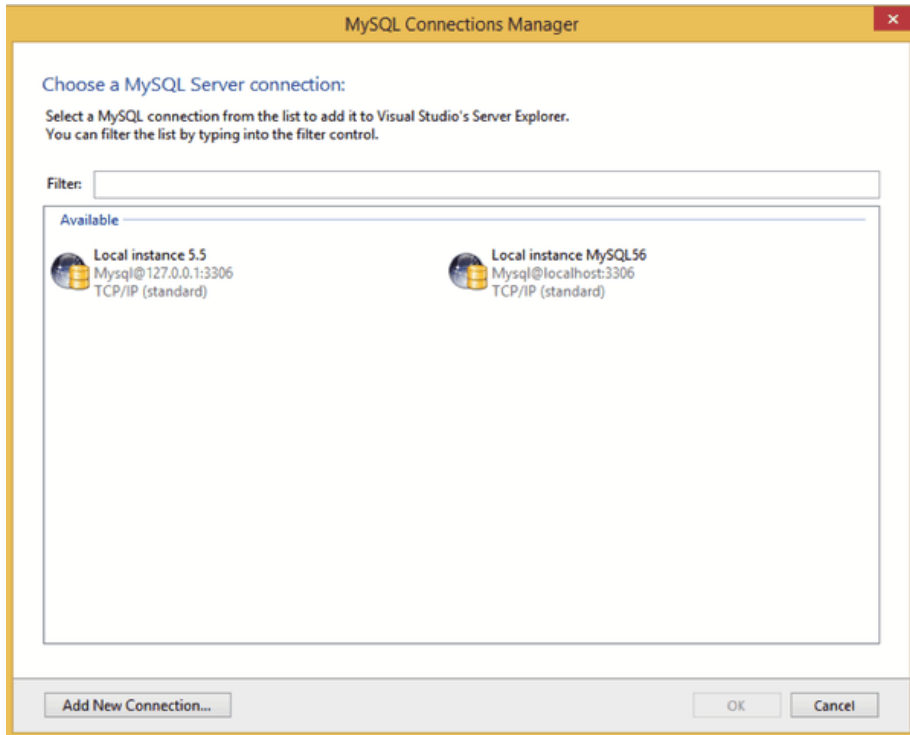 MySQL Connections Manager
Choose a MySQL Server connection:
Select a MySQL connection from the list to add it to Visual Studio's Server Explorer.
You can filter the list by typing into the filter control.
Filter:
Available
Local instance 5.5
Mysql@127.0.0.1:3306
TCP/IP (standard)
Local instance MySQL56
Mysql@localhost:3306
TCP/IP (standard)
Add New Connection...
OK
Cancel